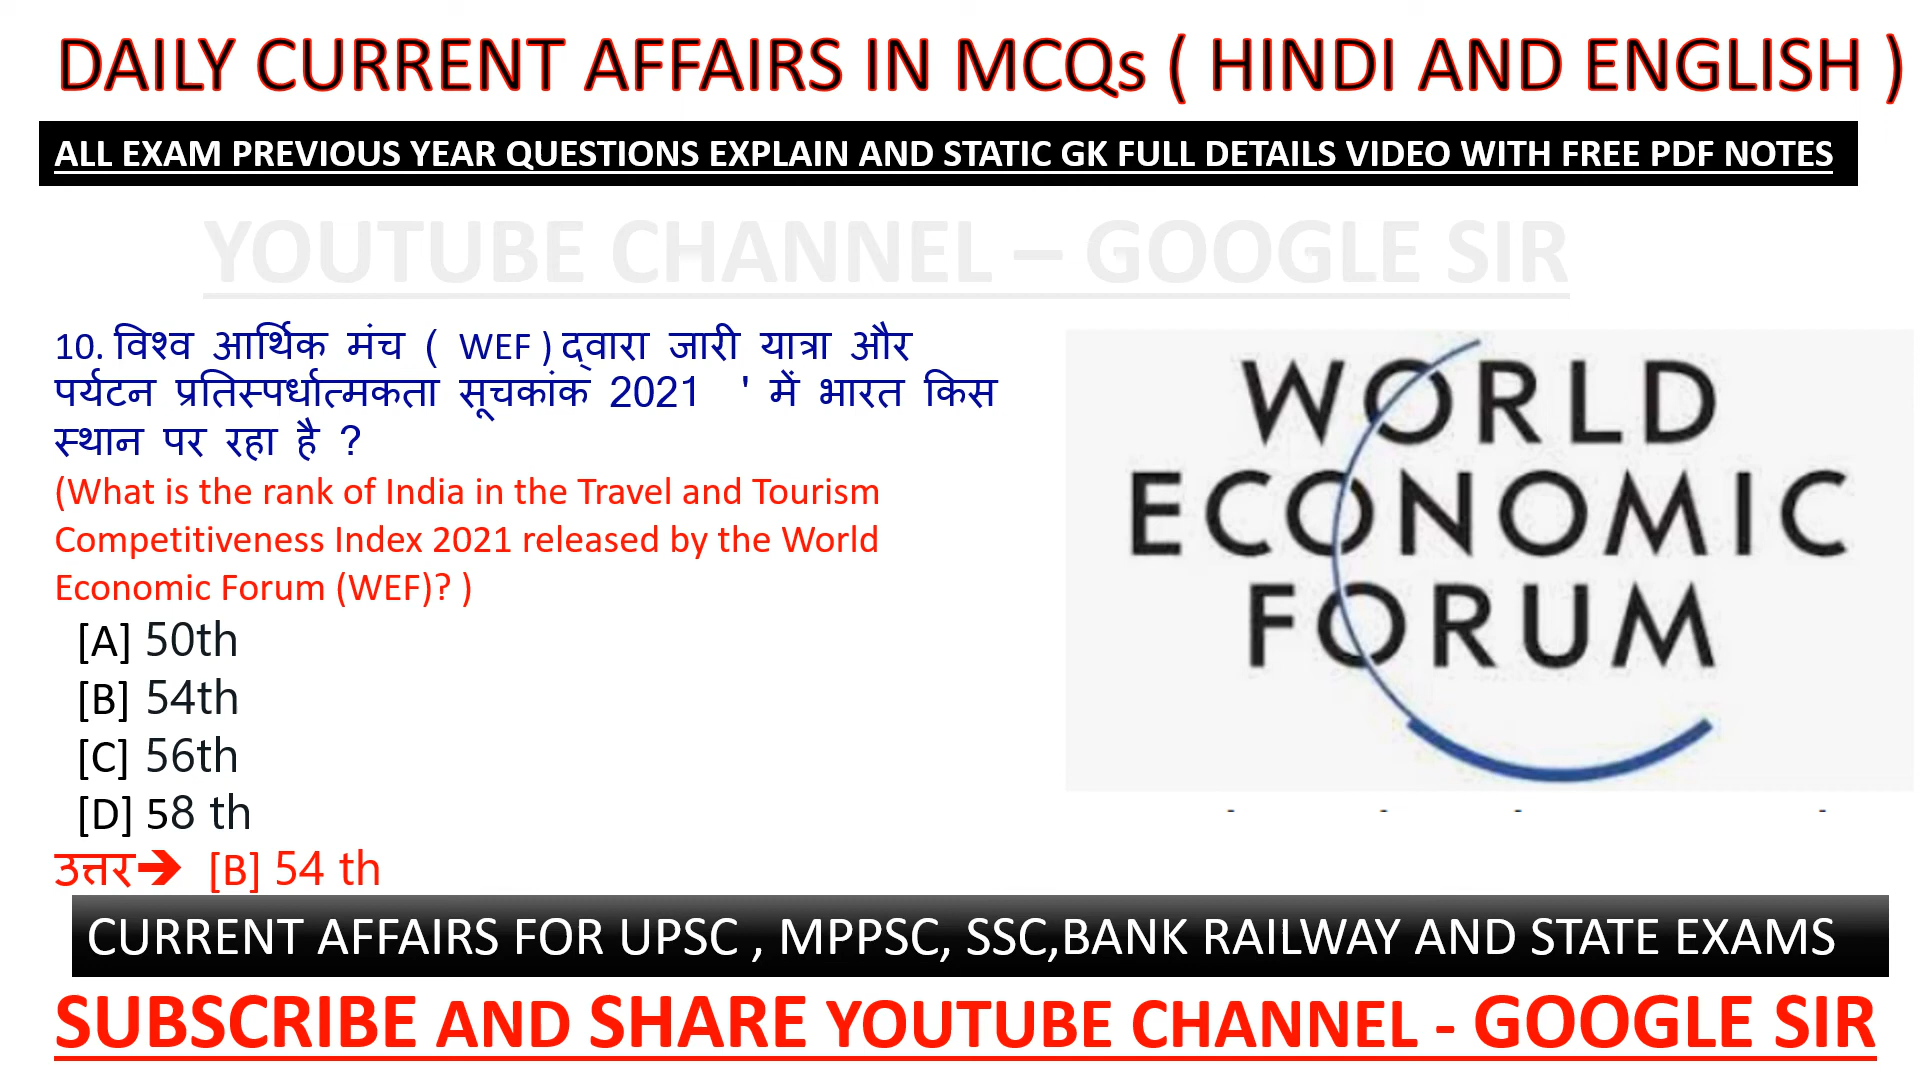 DAILY CURRENT AFFAIRS IN MCQs ( HINDI AND ENGLISH )
ALL EXAM PREVIOUS YEAR QUESTIONS EXPLAIN AND STATIC GK FULL DETAILS VIDEO WITH FREE PDF NOTES
YOUTUBE CHANNEL – GOOGLE SIR
10. विश्व आर्थिक मंच ( WEF ) द्वारा जारी यात्रा और
पर्यटन प्रतिस्पर्धात्मकता सूचकांक 2021 ' में भारत किस
स्थान पर रहा है ?
(What is the rank of India in the Travel and Tourism
Competitiveness Index 2021 released by the World
Economic Forum (WEF)? )
[A] 50th
[B] 54th
[C] 56th
[D] 58 th
उत्तर➔ [B] 54 th
WORLD
ECONOMIC
FORUM
CURRENT AFFAIRS FOR UPSC , MPPSC, SSC,BANK RAILWAY AND STATE EXAMS
SUBSCRIBE AND SHARE YOUTUBE CHANNEL - GOOGLE SIR